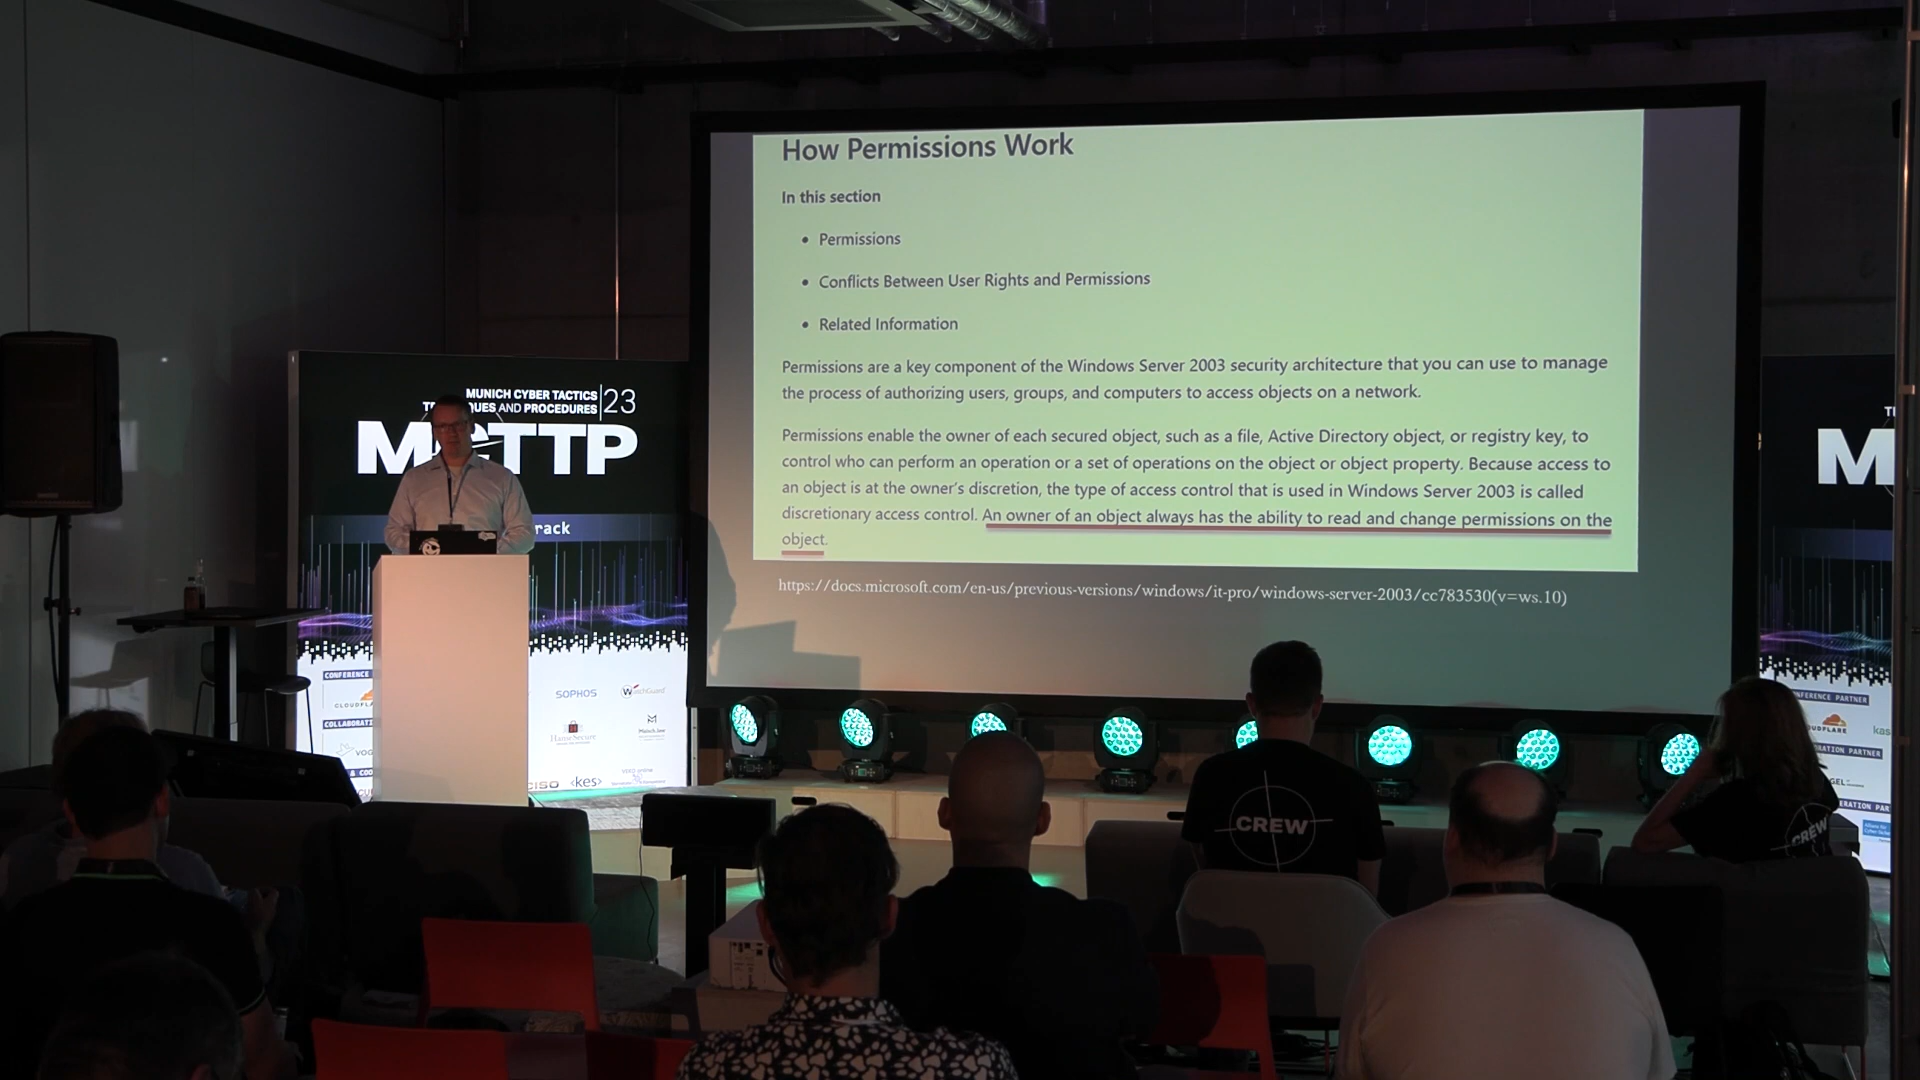 How Permissions Work
In this section
• Permissions
• Conflicts Between User Rights and Permissions
• Related Information
Permissions are a key component of the Windows Server 2003 security architecture that you can use to manage
the process of authorizing users, groups, and computers to access objects on a network.
Permissions enable the owner of each secured object, such as a file, Active Directory object, or registry key, to
control who can perform an operation or a set of operations on the object or object property. Because access to
an object is at the owner's discretion, the type of access control that is used in Windows Server 2003 is called
discretionary access control. An owner of an object always has the ability to read and change permissions on the
object.
https://docs.microsoft.com/en-us/previous-versions/windows/it-pro/windows-server-2003/cc783530(v=ws.10)
MUNICH CYBER TACTICS
AND PROCEDURES
23
MCTTP
rack
CONFERENCE
SOPHOS
WatchGuard
HameSecure
<kes>
CREW
CREW
CLOUDFLARE